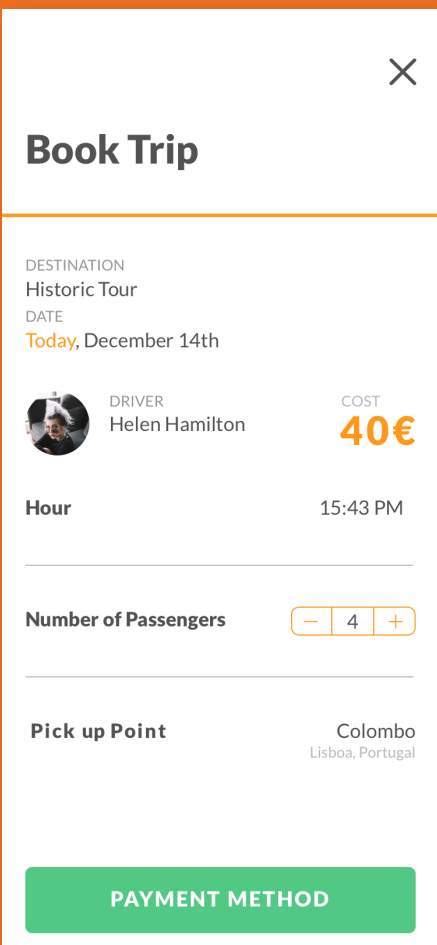 Book Trip
DESTINATION
Historic Tour
DATE
Today, December 14th
DRIVER
Helen Hamilton
COST
40€
Hour
15:43 PM
Number of Passengers
− 4 +
Pick up Point
Colombo
Lisboa, Portugal
PAYMENT METHOD